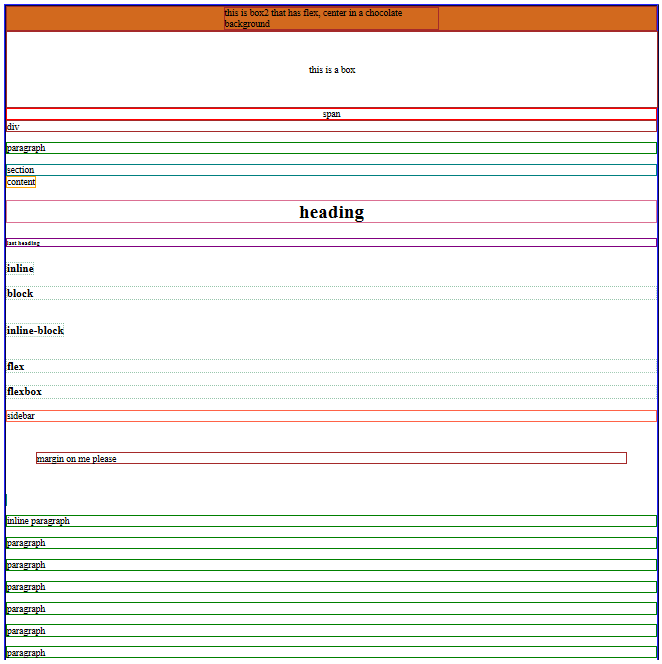 this is box2 that has flex, center in a chocolate
background
this is a box
span
div
paragraph
section
content
heading
last heading
inline
block
inline-block
flex
flexbox
sidebar
margin on me please
inline paragraph
paragraph
paragraph
paragraph
paragraph
paragraph
paragraph